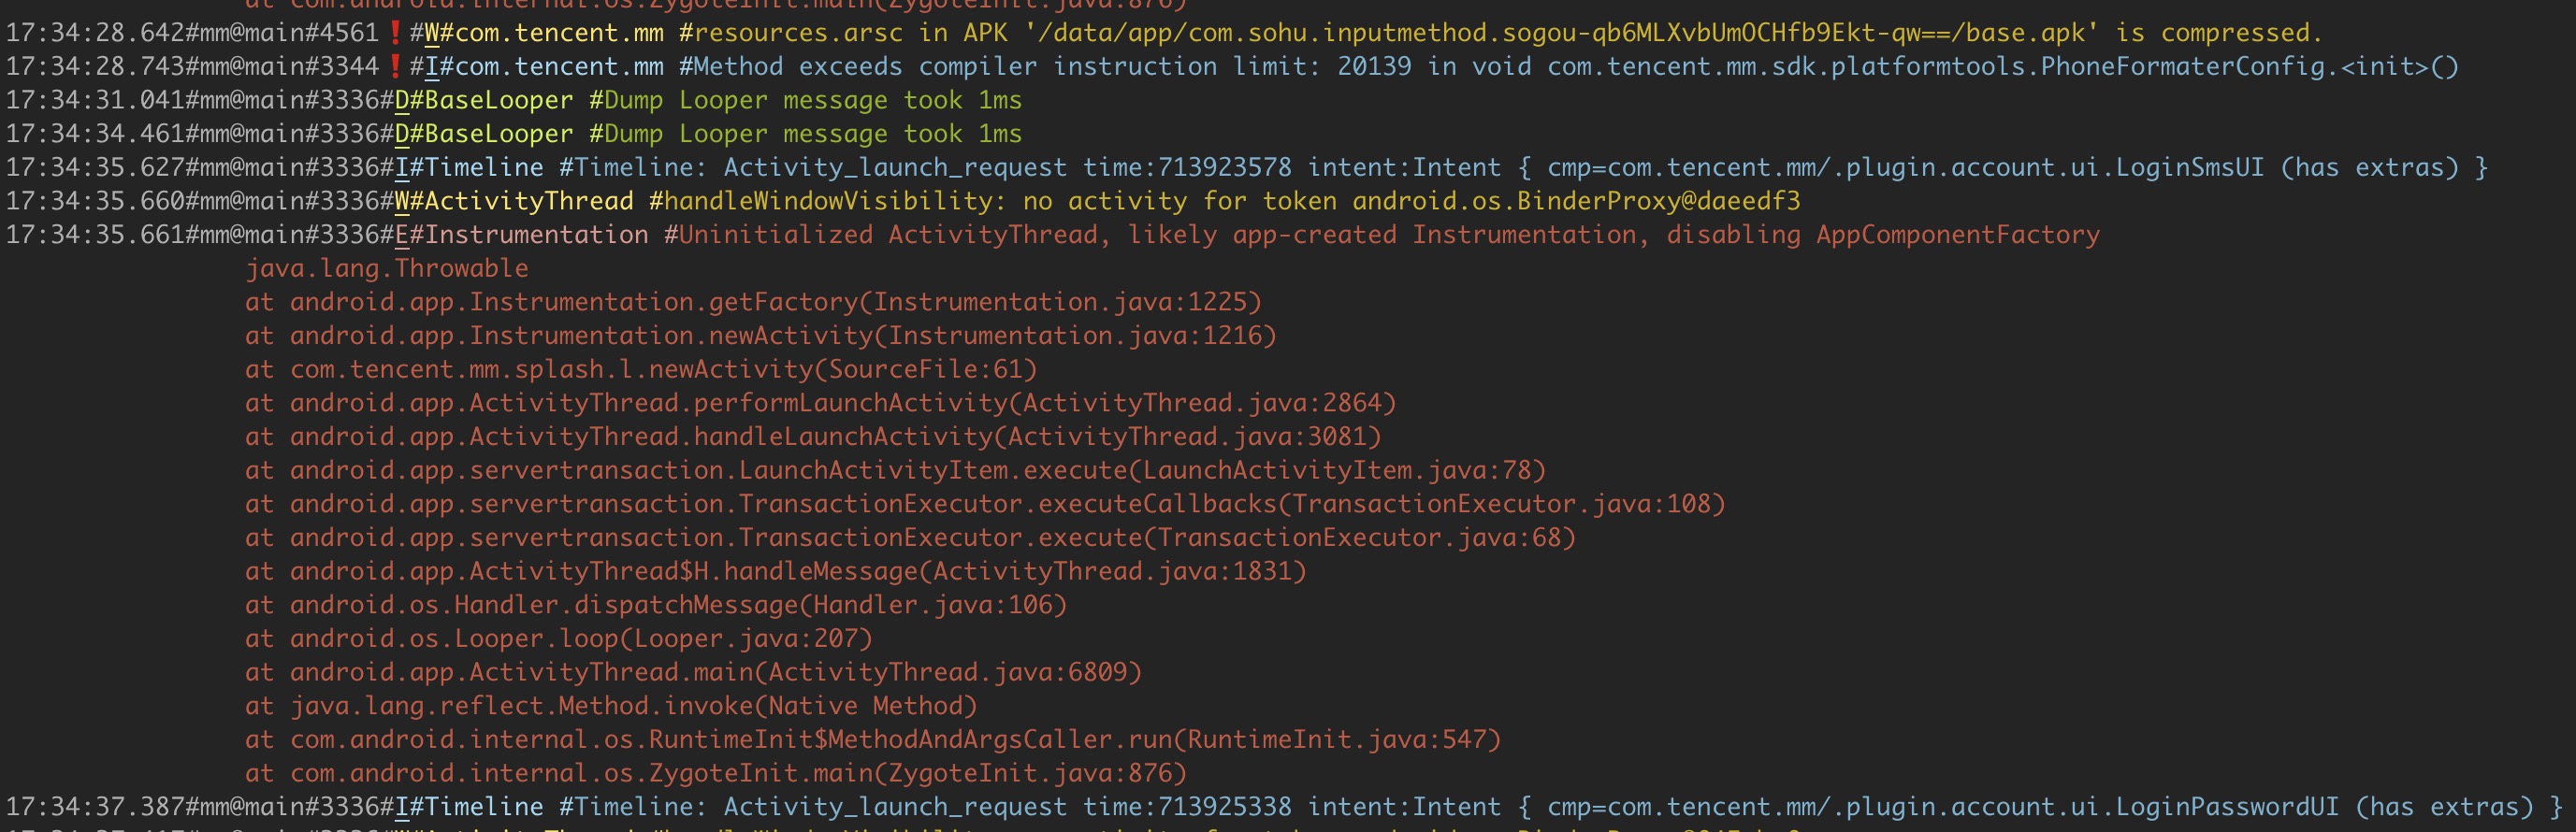 at com.android.internal.os.ZygoteInit.main(ZygoteInit.java:876)
17:34:28.642#mm@main#4561❗#W#com.tencent.mm #resources.arsc in APK '/data/app/com.sohu.inputmethod.sogou-qb6MLXvbUmOCHfb9Ekt-qw==/base.apk' is compressed.
17:34:28.743#mm@main#3344❗#I#com.tencent.mm #Method exceeds compiler instruction limit: 20139 in void com.tencent.mm.sdk.platformtools.PhoneFormaterConfig.<init>()
17:34:31.041#mm@main#3336#D#BaseLooper #Dump Looper message took 1ms
17:34:34.461#mm@main#3336#D#BaseLooper #Dump Looper message took 1ms
17:34:35.627#mm@main#3336#I#Timeline #Timeline: Activity_launch_request time:713923578 intent:Intent { cmp=com.tencent.mm/.plugin.account.ui.LoginSmsUI (has extras) }
17:34:35.660#mm@main#3336#W#ActivityThread #handleWindowVisibility: no activity for token android.os.BinderProxy@daeedf3
17:34:35.661#mm@main#3336#E#Instrumentation #Uninitialized ActivityThread, likely app-created Instrumentation, disabling AppComponentFactory
java.lang.Throwable
at android.app.Instrumentation.getFactory(Instrumentation.java:1225)
at android.app.Instrumentation.newActivity(Instrumentation.java:1216)
at com.tencent.mm.splash.l.newActivity(SourceFile:61)
at android.app.ActivityThread.performLaunchActivity(ActivityThread.java:2864)
at android.app.ActivityThread.handleLaunchActivity(ActivityThread.java:3081)
at android.app.servertransaction.LaunchActivityItem.execute(LaunchActivityItem.java:78)
at android.app.servertransaction.TransactionExecutor.executeCallbacks(TransactionExecutor.java:108)
at android.app.servertransaction.TransactionExecutor.execute(TransactionExecutor.java:68)
at android.app.ActivityThread$H.handleMessage(ActivityThread.java:1831)
at android.os.Handler.dispatchMessage(Handler.java:106)
at android.os.Looper.loop(Looper.java:207)
at android.app.ActivityThread.main(ActivityThread.java:6809)
at java.lang.reflect.Method.invoke(Native Method)
at com.android.internal.os.RuntimeInit$MethodAndArgsCaller.run(RuntimeInit.java:547)
at com.android.internal.os.ZygoteInit.main(ZygoteInit.java:876)
17:34:37.387#mm@main#3336#I#Timeline #Timeline: Activity_launch_request time:713925338 intent:Intent { cmp=com.tencent.mm/.plugin.account.ui.LoginPasswordUI (has extras) }